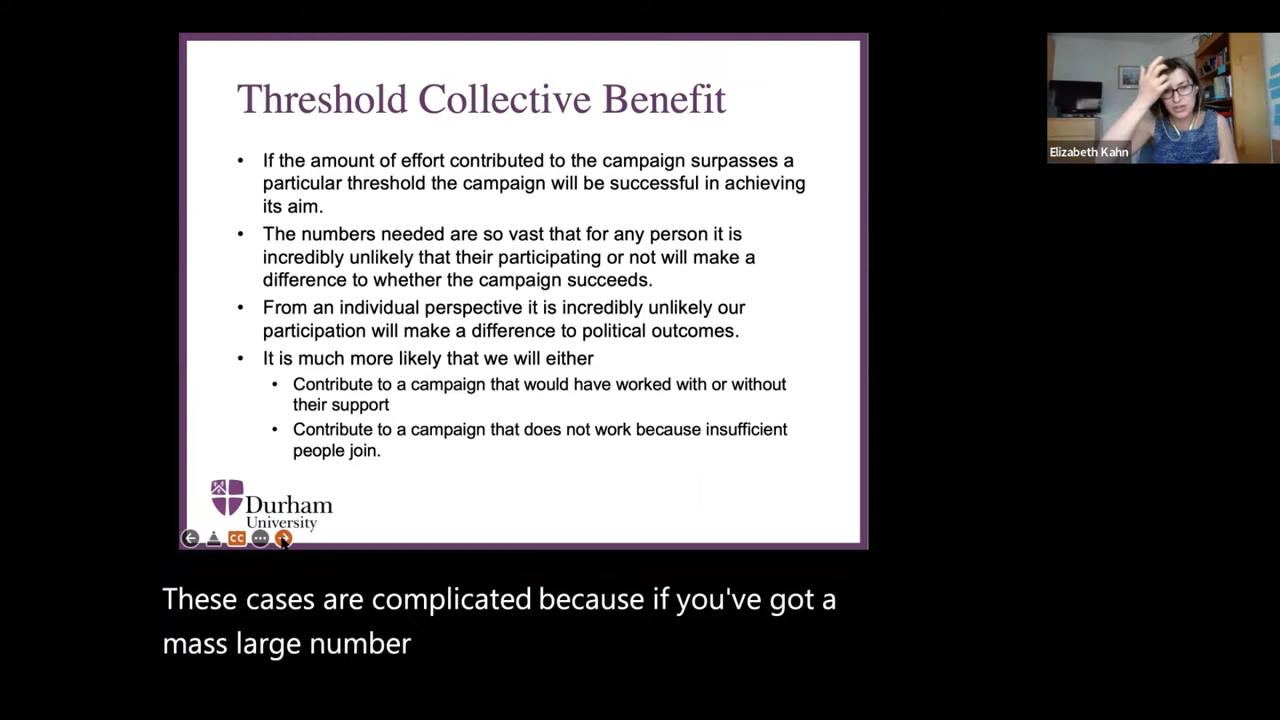 Threshold Collective Benefit
• If the amount of effort contributed to the campaign surpasses a
particular threshold the campaign will be successful in achieving
its aim.
• The numbers needed are so vast that for any person it is
incredibly unlikely that their participating or not will make a
difference to whether the campaign succeeds.
• From an individual perspective it is incredibly unlikely our
participation will make a difference to political outcomes.
• It is much more likely that we will either
• Contribute to a campaign that would have worked with or without
their support
• Contribute to a campaign that does not work because insufficient
people join.
Durham
University
CC
Elizabeth Kahn
These cases are complicated because if you've got a
mass large number